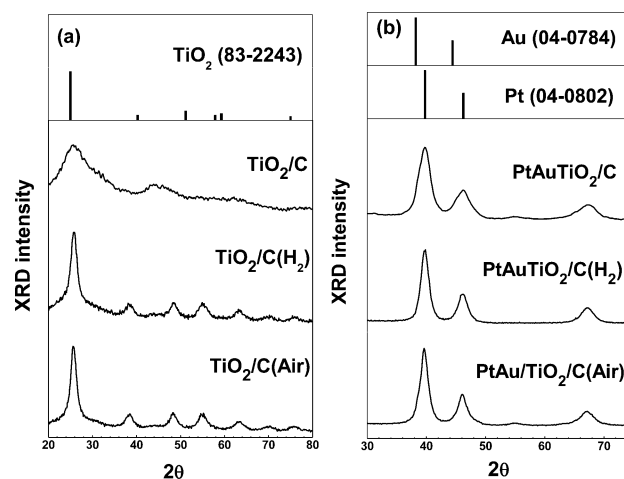 (a)
TiO2 (83-2243)
TiO2/C
TiO2/C(H2)
TiO2/C(Air)
XRD intensity
20 30 40 50 60 70 80
2θ
(b)
Au (04-0784)
Pt (04-0802)
PtAuTiO2/C
PtAuTiO2/C(H2)
PtAu/TiO2/C(Air)
XRD intensity
30 40 50 60 70
2θ